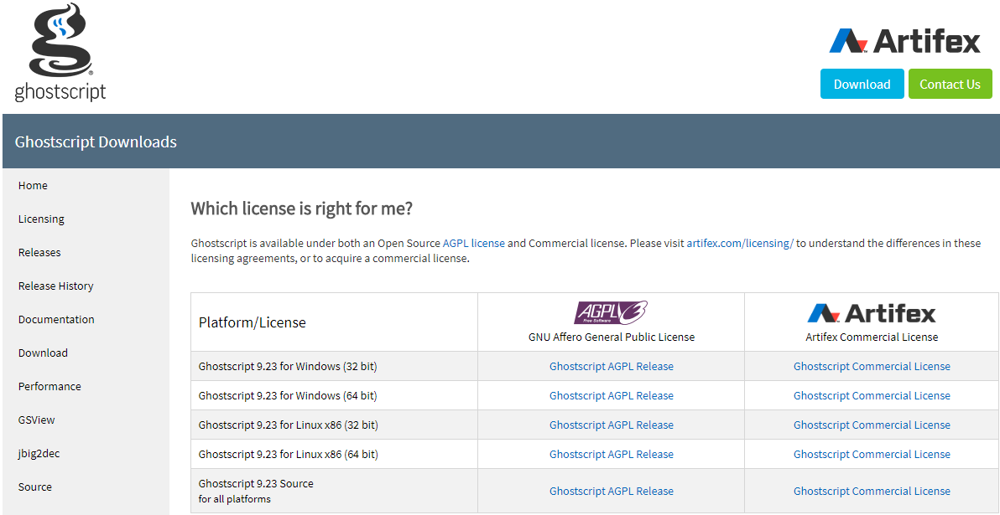 ghostscript
Artifex
Download
Contact Us
Ghostscript Downloads
Home
Licensing
Releases
Release History
Documentation
Download
Performance
GSView
jbig2dec
Source
Which license is right for me?
Ghostscript is available under both an Open Source AGPL license and Commercial license. Please visit artifex.com/licensing/ to understand the differences in these
licensing agreements, or to acquire a commercial license.
Platform/License
AGPL3
Free Software
GNU Affero General Public License
Artifex
Artifex Commercial License
Ghostscript 9.23 for Windows (32 bit) Ghostscript AGPL Release Ghostscript Commercial License
Ghostscript 9.23 for Windows (64 bit) Ghostscript AGPL Release Ghostscript Commercial License
Ghostscript 9.23 for Linux x86 (32 bit) Ghostscript AGPL Release Ghostscript Commercial License
Ghostscript 9.23 for Linux x86 (64 bit) Ghostscript AGPL Release Ghostscript Commercial License
Ghostscript 9.23 Source
for all platforms
Ghostscript AGPL Release Ghostscript Commercial License